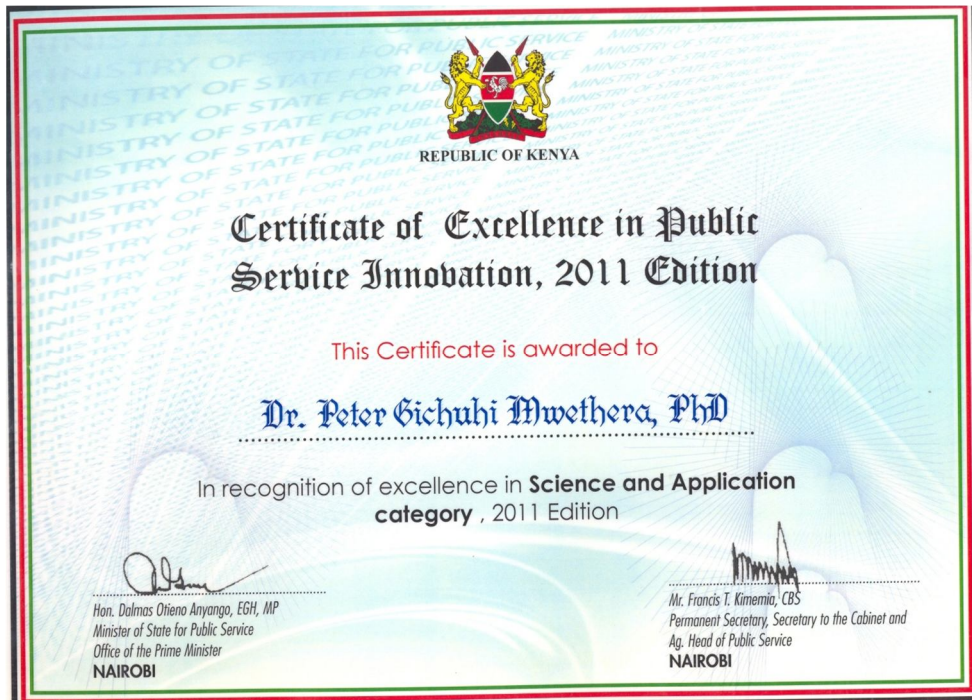 REPUBLIC OF KENYA
Certificate of Excellence in Public
Service Innovation, 2011 Edition
This Certificate is awarded to
Dr. Peter Gichuhi Mwethera, PhD
In recognition of excellence in Science and Application
category , 2011 Edition
Hon. Dalmas Otieno Anyango, EGH, MP
Minister of State for Public Service
Office of the Prime Minister
NAIROBI
Mr. Francis T. Kimemia, CBS
Permanent Secretary, Secretary to the Cabinet and
Ag. Head of Public Service
NAIROBI